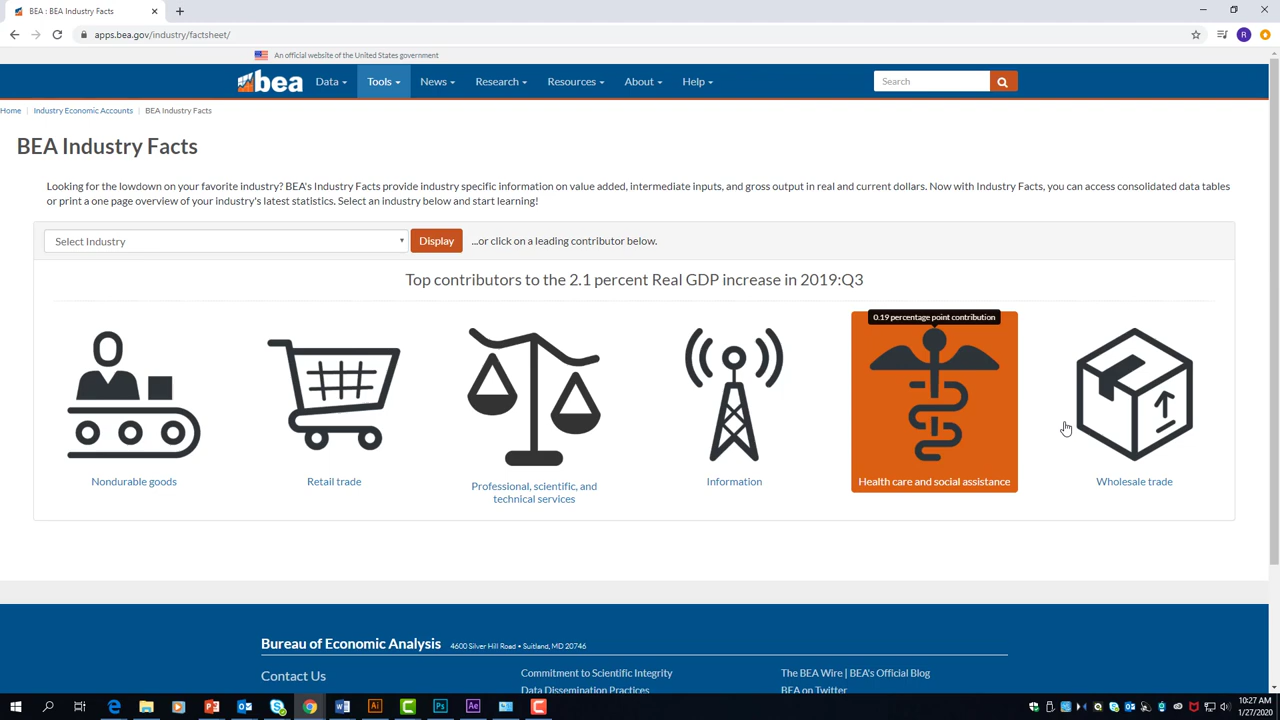 BEA : BEA Industry Facts
apps.bea.gov/industry/factsheet/
R
An official website of the United States government
bea Data Tools News Research Resources About Help Search
Home | Industry Economic Accounts | BEA Industry Facts
BEA Industry Facts
Looking for the lowdown on your favorite industry? BEA's Industry Facts provide industry specific information on value added, intermediate inputs, and gross output in real and current dollars. Now with Industry Facts, you can access consolidated data tables
or print a one page overview of your industry's latest statistics. Select an industry below and start learning!
Select Industry Display ...or click on a leading contributor below.
Top contributors to the 2.1 percent Real GDP increase in 2019:Q3
0.19 percentage point contribution
Nondurable goods
Retail trade
Professional, scientific, and
technical services
Information
Health care and social assistance
Wholesale trade
Bureau of Economic Analysis 4600 Silver Hill Road • Suitland, MD 20746
Contact Us
Commitment to Scientific Integrity
Data Dissemination Practices
The BEA Wire | BEA's Official Blog
BEA on Twitter
Ai
Ps
Ae
10:27 AM
1/27/2020